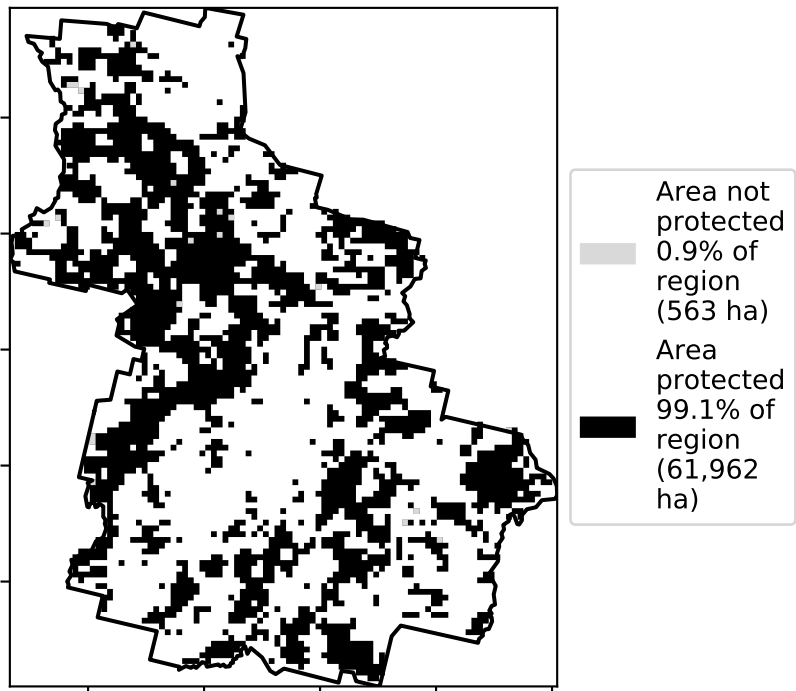 Area not
protected
0.9% of
region
(563 ha)
Area
protected
99.1% of
region
(61,962
ha)